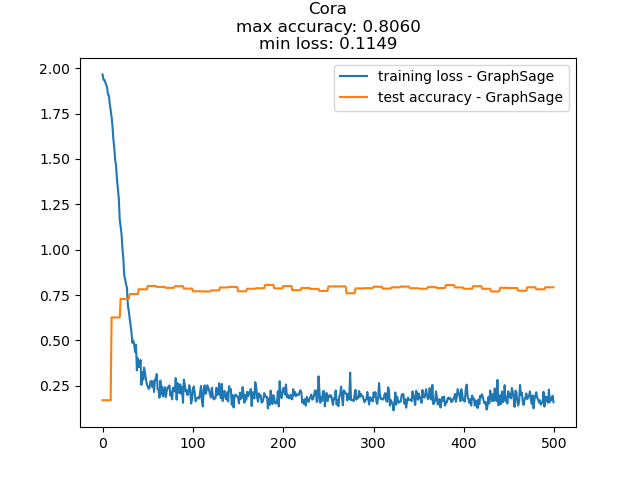 Cora
max accuracy: 0.8060
min loss: 0.1149
training loss - GraphSage
test accuracy - GraphSage
2.00
1.75
1.50
1.25
1.00
0.75
0.50
0.25
0 100 200 300 400 500